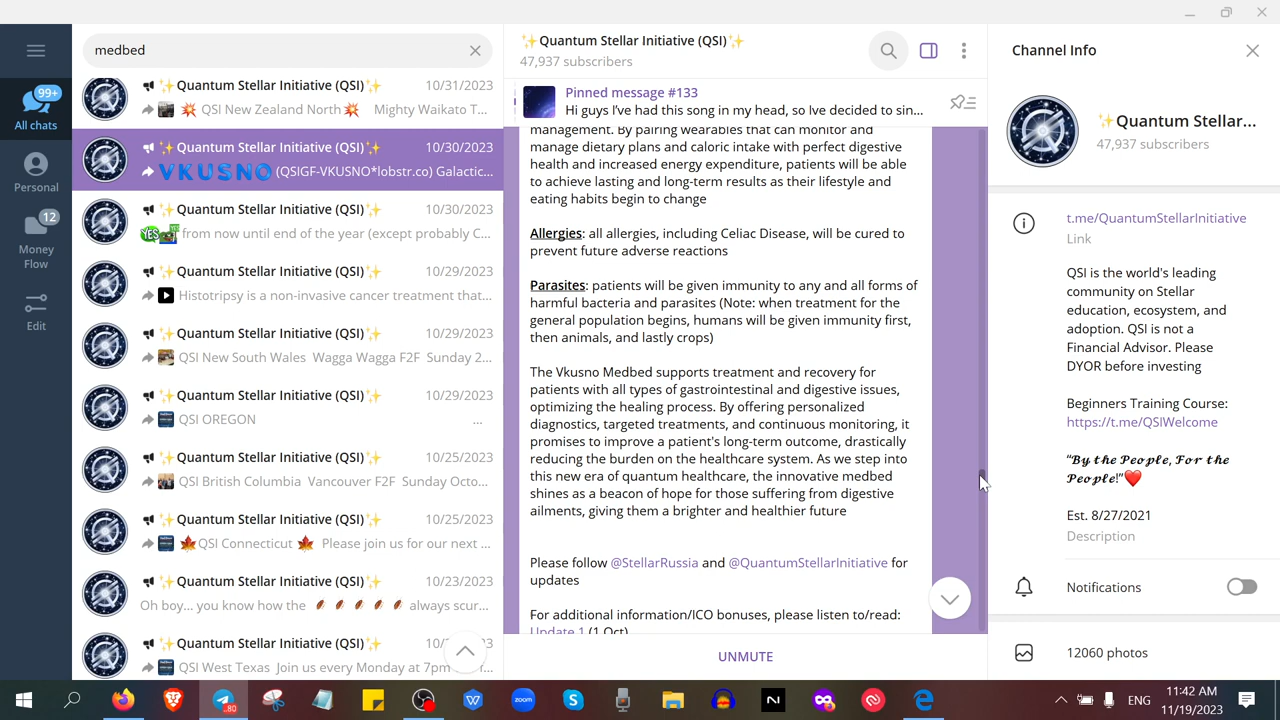 medbed
99+
All chats
Personal
12
Money
Flow
Edit
✨Quantum Stellar Initiative (QSI)✨ 10/31/2023
💥 QSI New Zealand North💥 Mighty Waikato T...
✨Quantum Stellar Initiative (QSI)✨ 10/30/2023
VKUSNO (QSIGF-VKUSNO*lobstr.co) Galactic...
✨Quantum Stellar Initiative (QSI)✨ 10/30/2023
YES from now until end of the year (except probably C...
✨Quantum Stellar Initiative (QSI)✨ 10/29/2023
Histotripsy is a non-invasive cancer treatment that...
✨Quantum Stellar Initiative (QSI)✨ 10/29/2023
QSI New South Wales Wagga Wagga F2F Sunday 2...
✨Quantum Stellar Initiative (QSI)✨ 10/29/2023
QSI OREGON ...
✨Quantum Stellar Initiative (QSI)✨ 10/25/2023
QSI British Columbia Vancouver F2F Sunday Octo...
✨Quantum Stellar Initiative (QSI)✨ 10/25/2023
🍁QSI Connecticut 🍁 Please join us for our next ...
✨Quantum Stellar Initiative (QSI)✨ 10/23/2023
Oh boy... you know how the 🏉🏉🏉🏉🏉 always scur...
✨Quantum Stellar Initiative (QSI)✨
QSI West Texas Join us every Monday at 7pm
✨Quantum Stellar Initiative (QSI)✨
47,937 subscribers
Pinned message #133
Hi guys I've had this song in my head, so Ive decided to sin...
management. By pairing wearables that can monitor and
manage dietary plans and caloric intake with perfect digestive
health and increased energy expenditure, patients will be able
to achieve lasting and long-term results as their lifestyle and
eating habits begin to change
Allergies: all allergies, including Celiac Disease, will be cured to
prevent future adverse reactions
Parasites: patients will be given immunity to any and all forms of
harmful bacteria and parasites (Note: when treatment for the
general population begins, humans will be given immunity first,
then animals, and lastly crops)
The Vkusno Medbed supports treatment and recovery for
patients with all types of gastrointestinal and digestive issues,
optimizing the healing process. By offering personalized
diagnostics, targeted treatments, and continuous monitoring, it
promises to improve a patient's long-term outcome, drastically
reducing the burden on the healthcare system. As we step into
this new era of quantum healthcare, the innovative medbed
shines as a beacon of hope for those suffering from digestive
ailments, giving them a brighter and healthier future
Please follow @StellarRussia and @QuantumStellarInitiative for
updates
For additional information/ICO bonuses, please listen to/read:
Update 1 (1 Oct)
UNMUTE
Channel Info
✨Quantum Stellar...
47,937 subscribers
t.me/QuantumStellarInitiative
Link
QSI is the world's leading
community on Stellar
education, ecosystem, and
adoption. QSI is not a
Financial Advisor. Please
DYOR before investing
Beginners Training Course:
https://t.me/QSIWelcome
"𝓑𝔂 𝓽𝓱𝓮 𝓟𝓮𝓸𝓹𝓵𝓮, 𝓕𝓸𝓻 𝓽𝓱𝓮
𝓟𝓮𝓸𝓹𝓵𝓮!"❤️
Est. 8/27/2021
Description
Notifications
12060 photos
.80
zoom
ENG
11:42 AM
11/19/2023